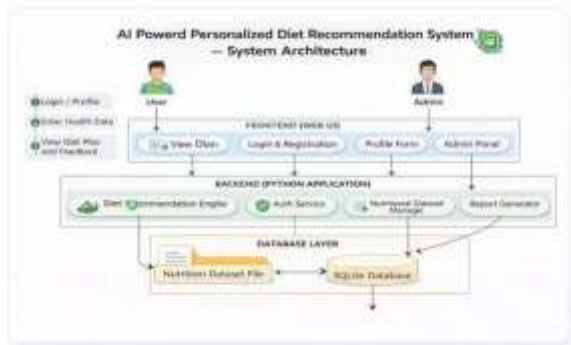 AI Powerd Personalized Diet Recommendation System
— System Architecture
User
Admin
Login / Profile
Enter Health Data
View Diet Plan
and Feedback
FRONTEND (WEB UI)
View
Login & Registration
Profile Form
Admin Panel
BACKEND (PYTHON APPLICATION)
Diet Engine
Auth Service
Dataset
Manager
Report Generator
DATABASE LAYER
Nutrition Dataset File
SQLite Database